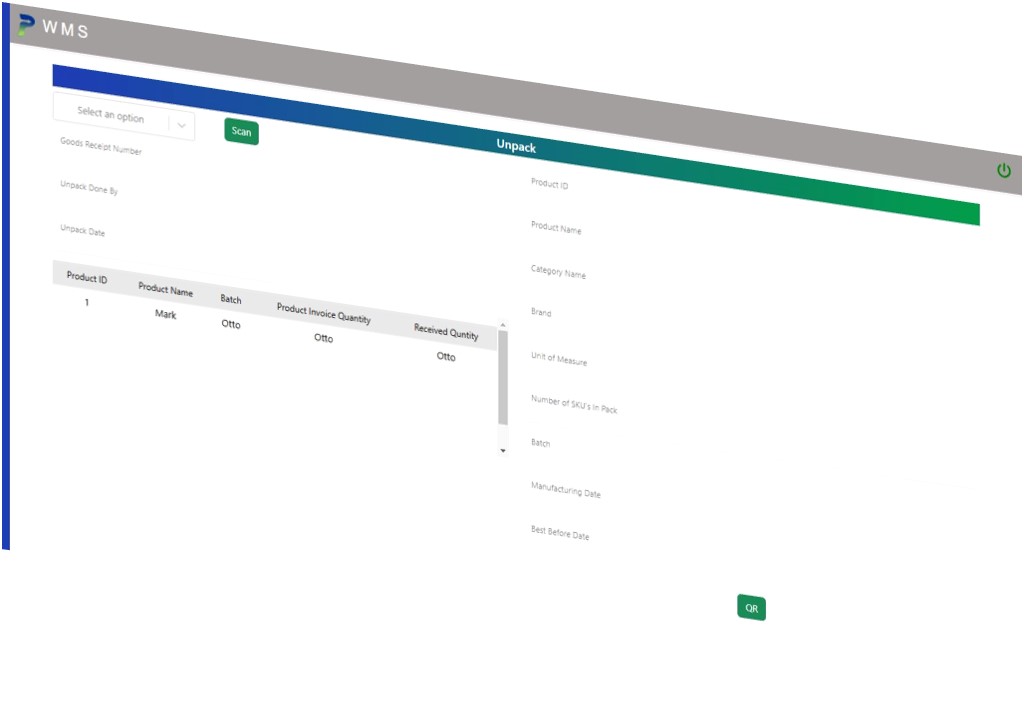 WMS
Unpack
Select an option
Scan
Goods Receipt Number
Unpack Done By
Unpack Date
Product ID Product Name Batch Product Invoice Quantity Received Quntity
1 Mark Otto Otto Otto
Product ID
Product Name
Category Name
Brand
Unit of Measure
Number of SKU's In Pack
Batch
Manufacturing Date
Best Before Date
QR